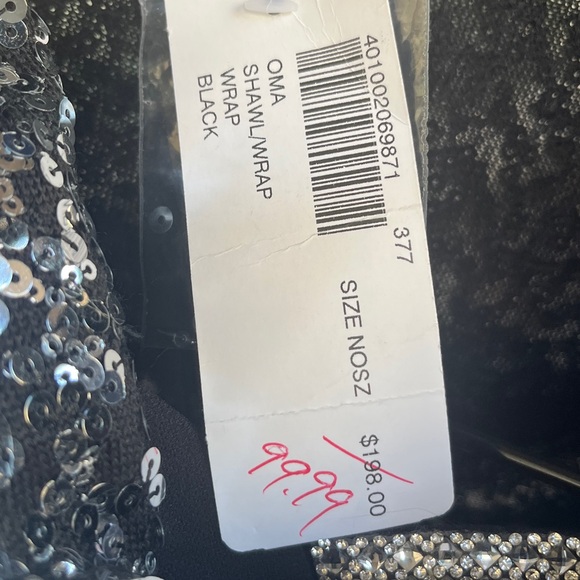 401002069871
377
OMA
SHAWL/WRAP
WRAP
BLACK
SIZE NOSZ
$198.00
99.99